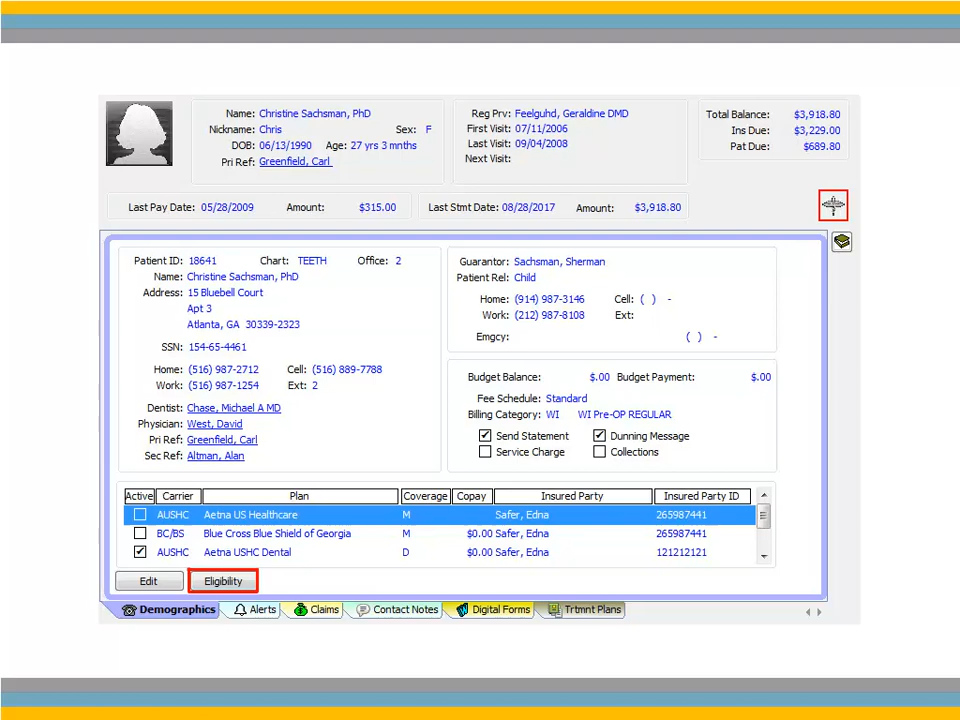 Name: Christine Sachsman, PhD
Nickname: Chris Sex: F
DOB: 06/13/1990 Age: 27 yrs 3 mnths
Pri Ref: Greenfield, Carl
Reg Prv: Feelguhd, Geraldine DMD
First Visit: 07/11/2006
Last Visit: 09/04/2008
Next Visit:
Total Balance: $3,918.80
Ins Due: $3,229.00
Pat Due: $689.80
Last Pay Date: 05/28/2009 Amount: $315.00
Last Stmt Date: 08/28/2017 Amount: $3,918.80
Patient ID: 18641 Chart: TEETH Office: 2
Name: Christine Sachsman, PhD
Address: 15 Bluebell Court
Apt 3
Atlanta, GA 30339-2323
SSN: 154-65-4461
Home: (516) 987-2712 Cell: (516) 889-7788
Work: (516) 987-1254 Ext: 2
Dentist: Chase, Michael A MD
Physician: West, David
Pri Ref: Greenfield, Carl
Sec Ref: Altman, Alan
Guarantor: Sachsman, Sherman
Patient Rel: Child
Home: (914) 987-3146 Cell: ( ) -
Work: (212) 987-8108 Ext:
Emgcy: ( ) -
Budget Balance: $.00 Budget Payment: $.00
Fee Schedule: Standard
Billing Category: WI WI Pre-OP REGULAR
Send Statement Dunning Message
Service Charge Collections
Active Carrier Plan Coverage Copay Insured Party Insured Party ID
AUSHC Aetna US Healthcare M Safer, Edna 265987441
BC/BS Blue Cross Blue Shield of Georgia M $0.00 Safer, Edna 265987441
AUSHC Aetna USHC Dental D $0.00 Safer, Edna 121212121
Edit Eligibility
Demographics Alerts Claims Contact Notes Digital Forms Trtmnt Plans